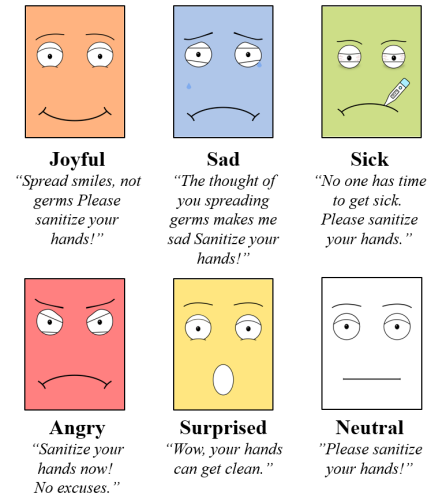 Joyful
“Spread smiles, not
germs Please
sanitize your
hands!”
Sad
“The thought of
you spreading
germs makes me
sad Sanitize your
hands!”
Sick
“No one has time
to get sick.
Please sanitize
your hands.”
Angry
“Sanitize your
hands now!
No excuses.”
Surprised
“Wow, your hands
can get clean.”
Neutral
”Please sanitize
your hands!”